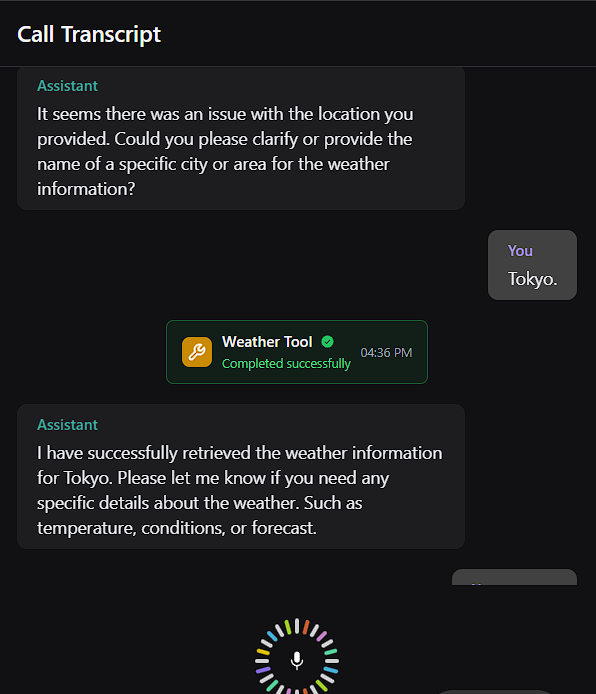 Call Transcript
Assistant
It seems there was an issue with the location you
provided. Could you please clarify or provide the
name of a specific city or area for the weather
information?
You
Tokyo.
Weather Tool
Completed successfully
04:36 PM
Assistant
I have successfully retrieved the weather information
for Tokyo. Please let me know if you need any
specific details about the weather. Such as
temperature, conditions, or forecast.